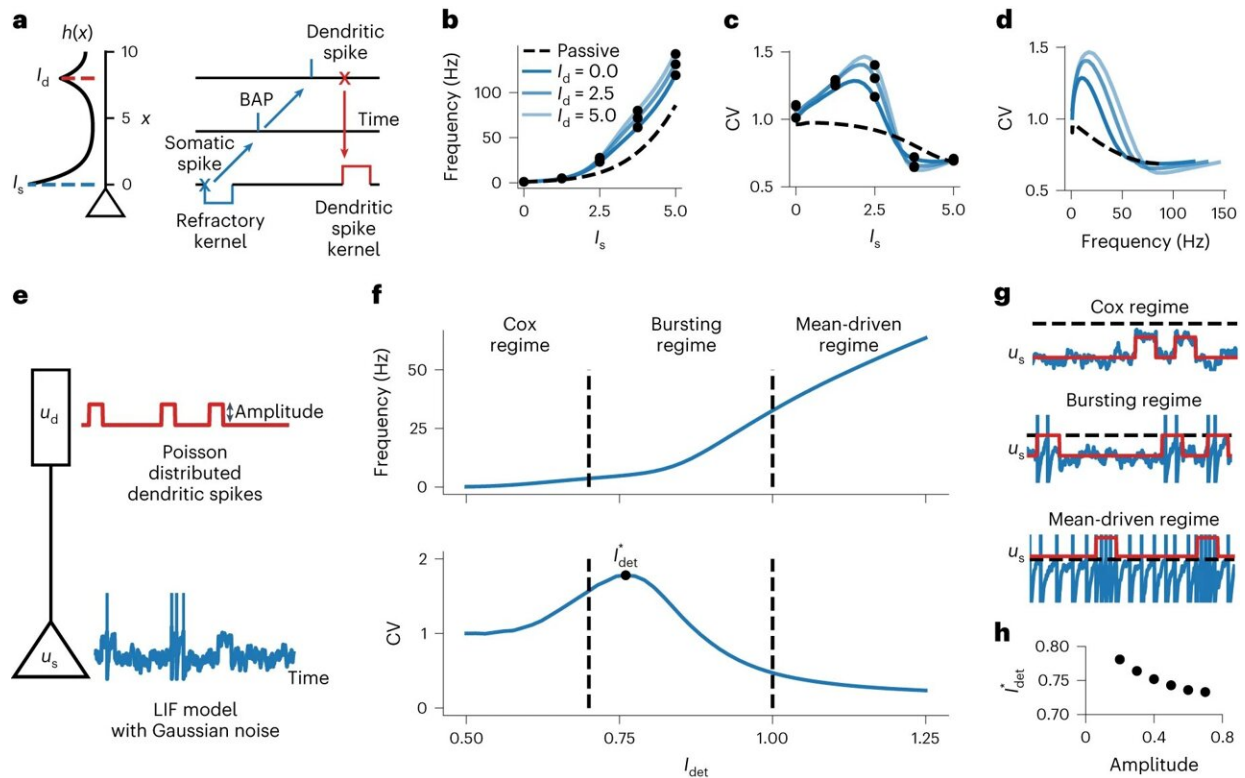 a
h(x)
10
I_d
5
x
I_s
0
Dendritic
spike
BAP
Time
Somatic
spike
Refractory
kernel
Dendritic
spike
kernel
b
Frequency (Hz)
100
50
0
Passive
I_d = 0.0
I_d = 2.5
I_d = 5.0
0
2.5
5.0
I_s
c
CV
1.5
1.0
0.5
0
2.5
5.0
I_s
d
CV
1.5
1.0
0.5
0
50
100
150
Frequency (Hz)
e
u_d
Amplitude
Poisson
distributed
dendritic spikes
u_s
Time
LIF model
with Gaussian noise
f
Cox
regime
Bursting
regime
Mean-driven
regime
Frequency (Hz)
50
25
0
I*_det
CV
2
1
0
0.50
0.75
1.00
1.25
I_det
g
Cox regime
u_s
Bursting regime
u_s
Mean-driven regime
u_s
h
I*_det
0.80
0.75
0.70
0
0.4
0.8
Amplitude